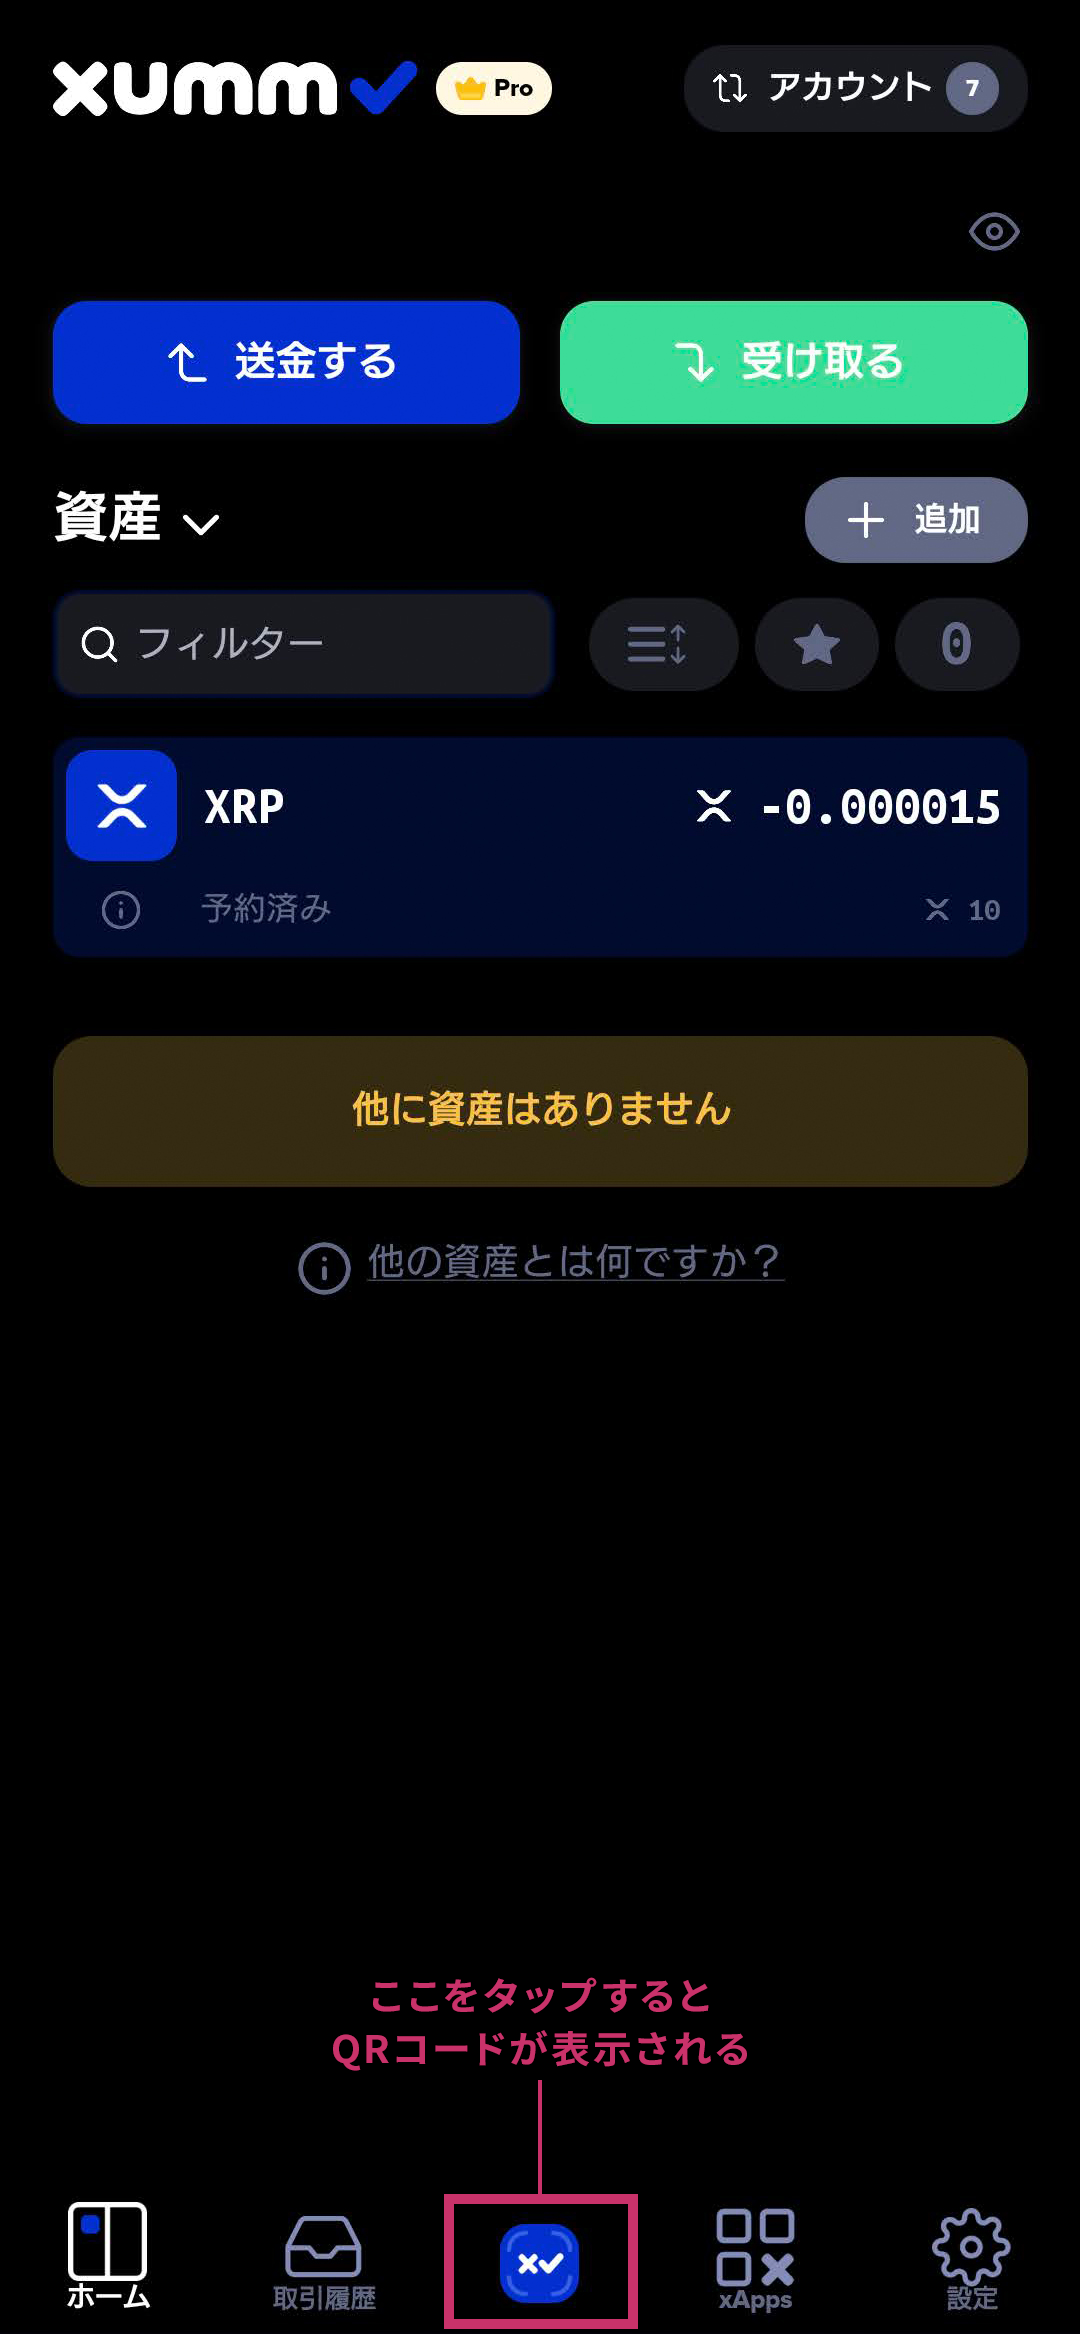 xumm Pro
アカウント 7
送金する
受け取る
資産
追加
フィルター
0
XRP -0.000015
予約済み 10
他に資産はありません
他の資産とは何ですか？
ここをタップすると
QRコードが表示される
ホーム
取引履歴
xApps
設定